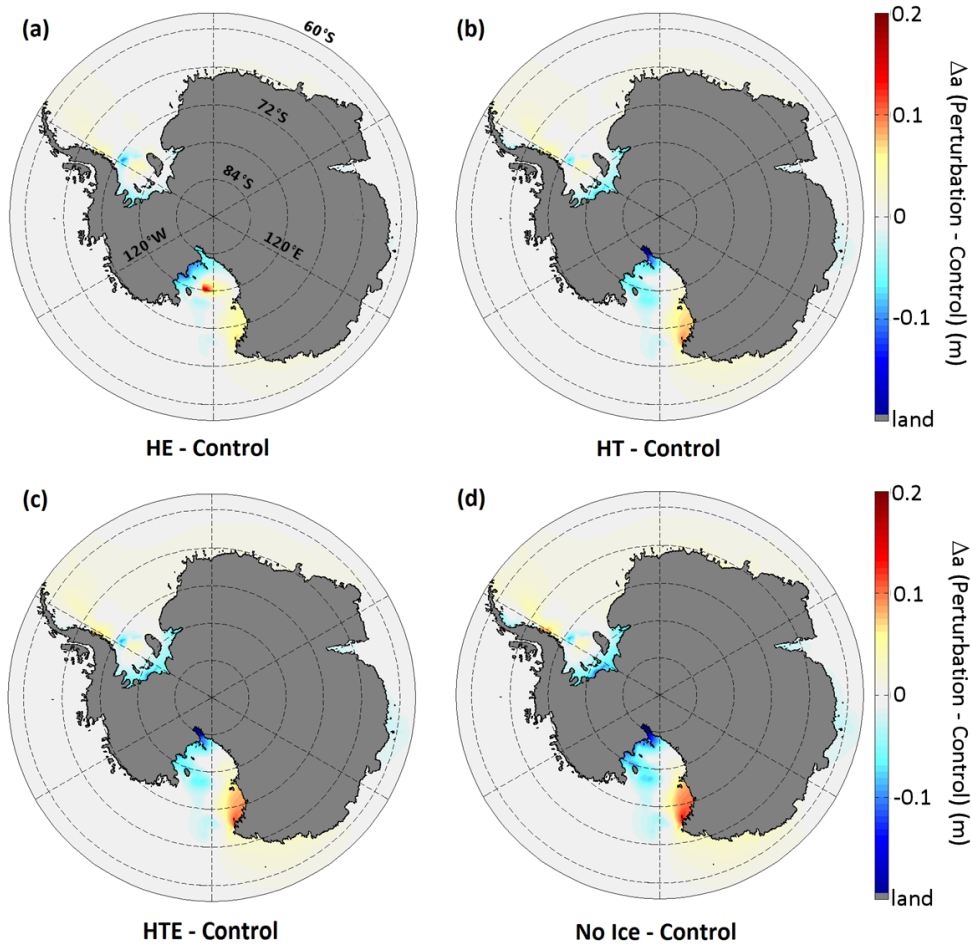 (a)
60°S
72°S
84°S
120°W
120°E
HE - Control
(b)
HT - Control
0.2
0.1
0
-0.1
land
Δa (Perturbation - Control) (m)
(c)
HTE - Control
(d)
No Ice - Control
0.2
0.1
0
-0.1
land
Δa (Perturbation - Control) (m)